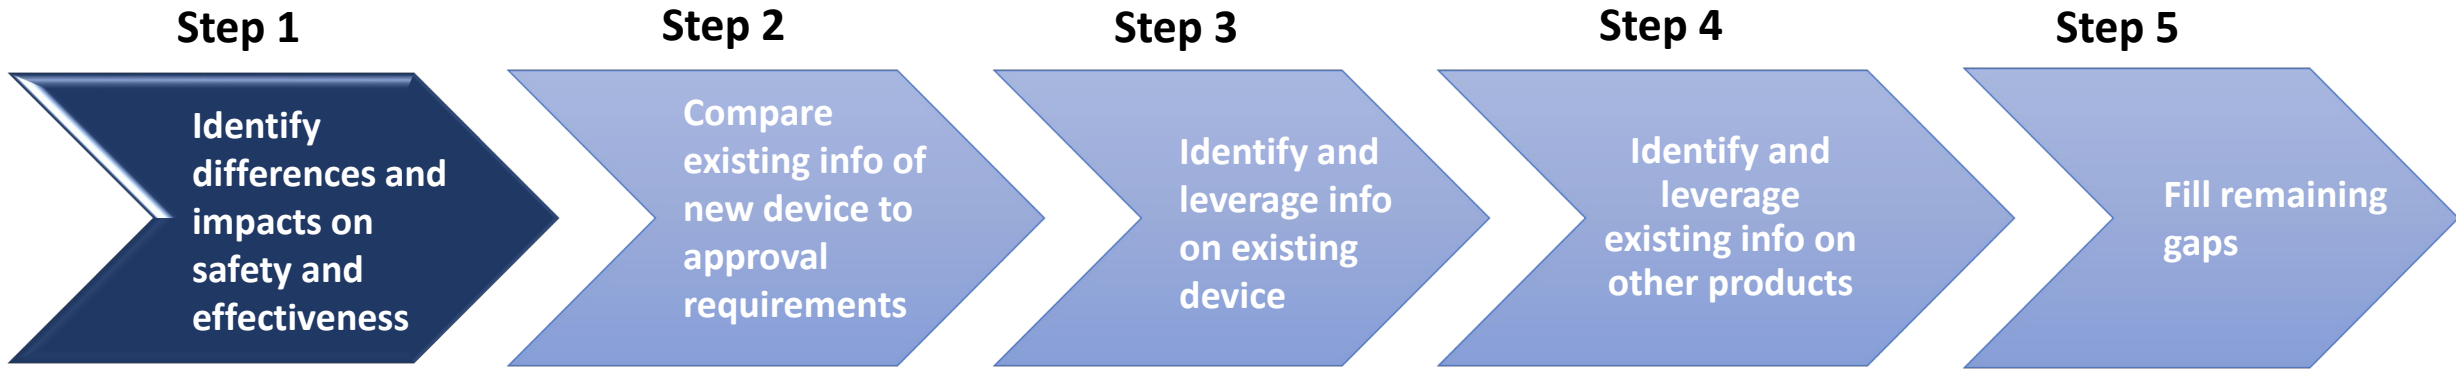 Step 1
Identify
differences and
impacts on
safety and
effectiveness
Step 2
Compare
existing info of
new device to
approval
requirements
Step 3
Identify and
leverage info
on existing
device
Step 4
Identify and
leverage
existing info on
other products
Step 5
Fill remaining
gaps